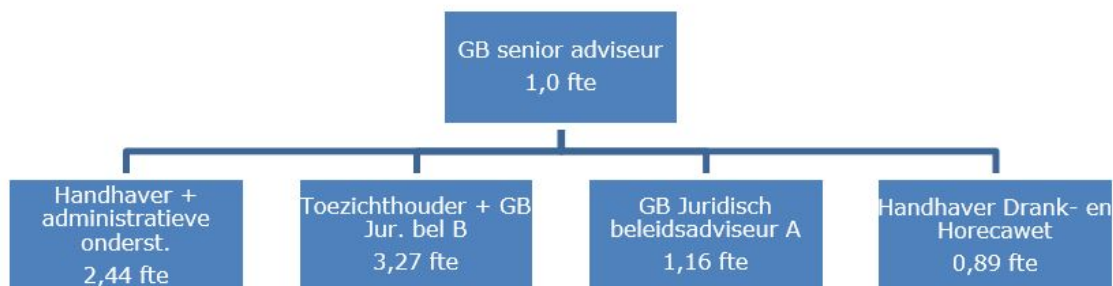 GB senior adviseur
1,0 fte
Handhaver +
administratieve
onderst.
2,44 fte
Toezichthouder + GB
Jur. bel B
3,27 fte
GB Juridisch
beleidsadviseur A
1,16 fte
Handhaver Drank- en
Horecawet
0,89 fte